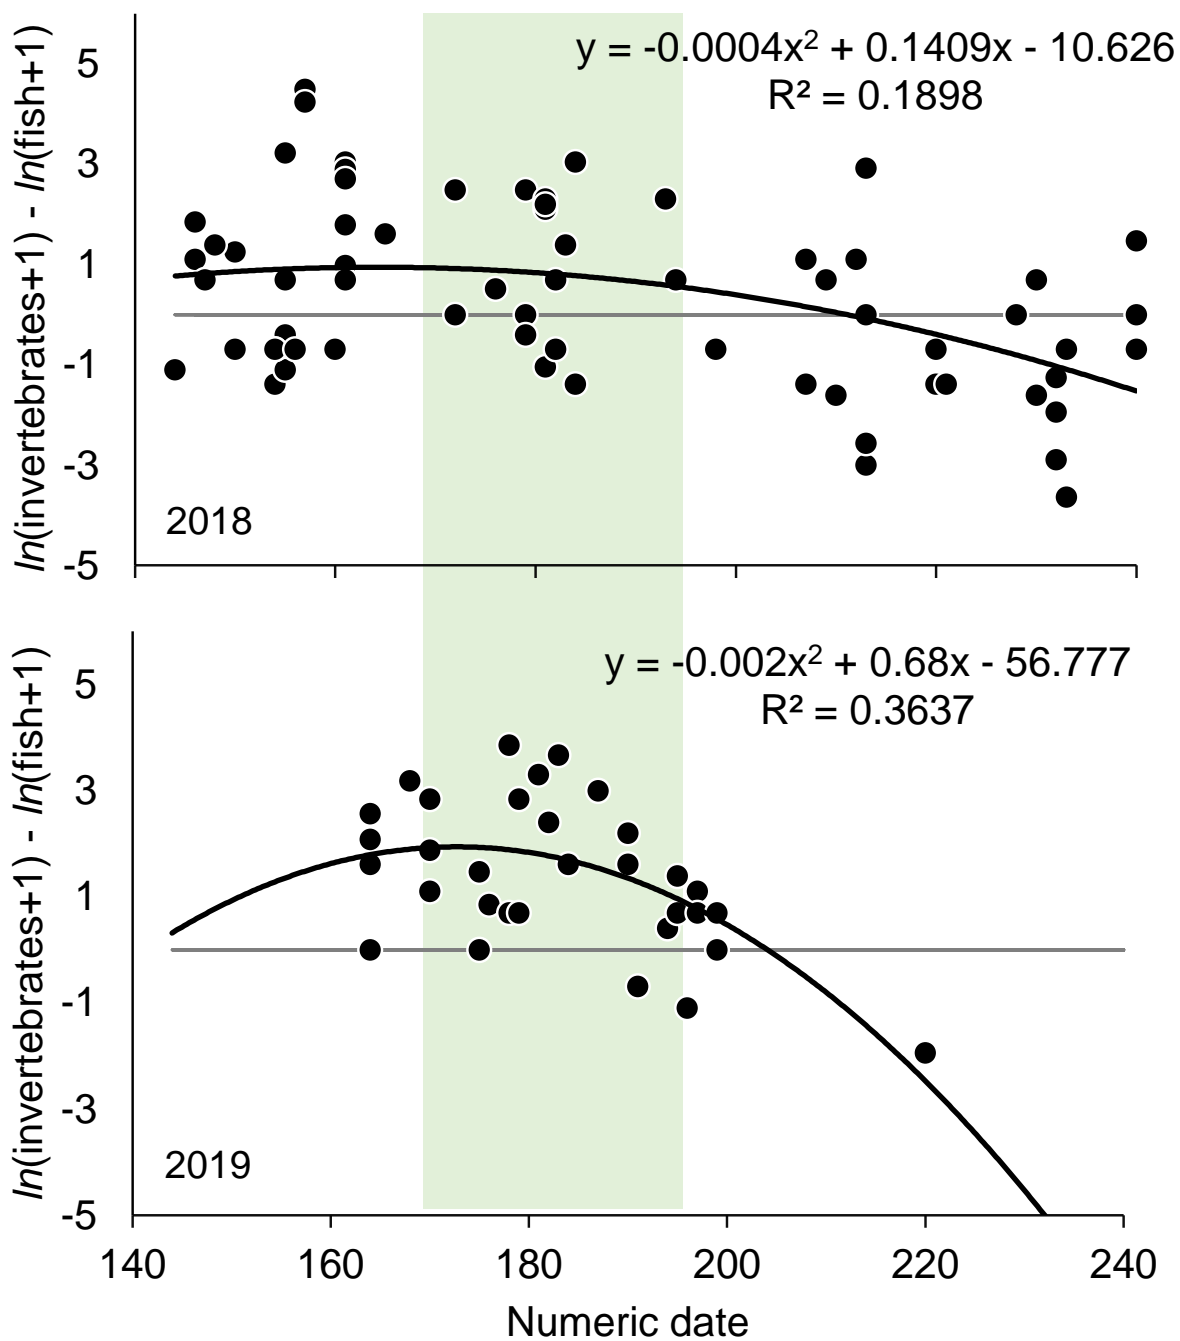 ln(invertebrates+1) - ln(fish+1)
5
3
1
-1
-3
-5
y = -0.0004x² + 0.1409x - 10.626
R² = 0.1898
2018
ln(invertebrates+1) - ln(fish+1)
5
3
1
-1
-3
-5
y = -0.002x² + 0.68x - 56.777
R² = 0.3637
2019
140 160 180 200 220 240
Numeric date